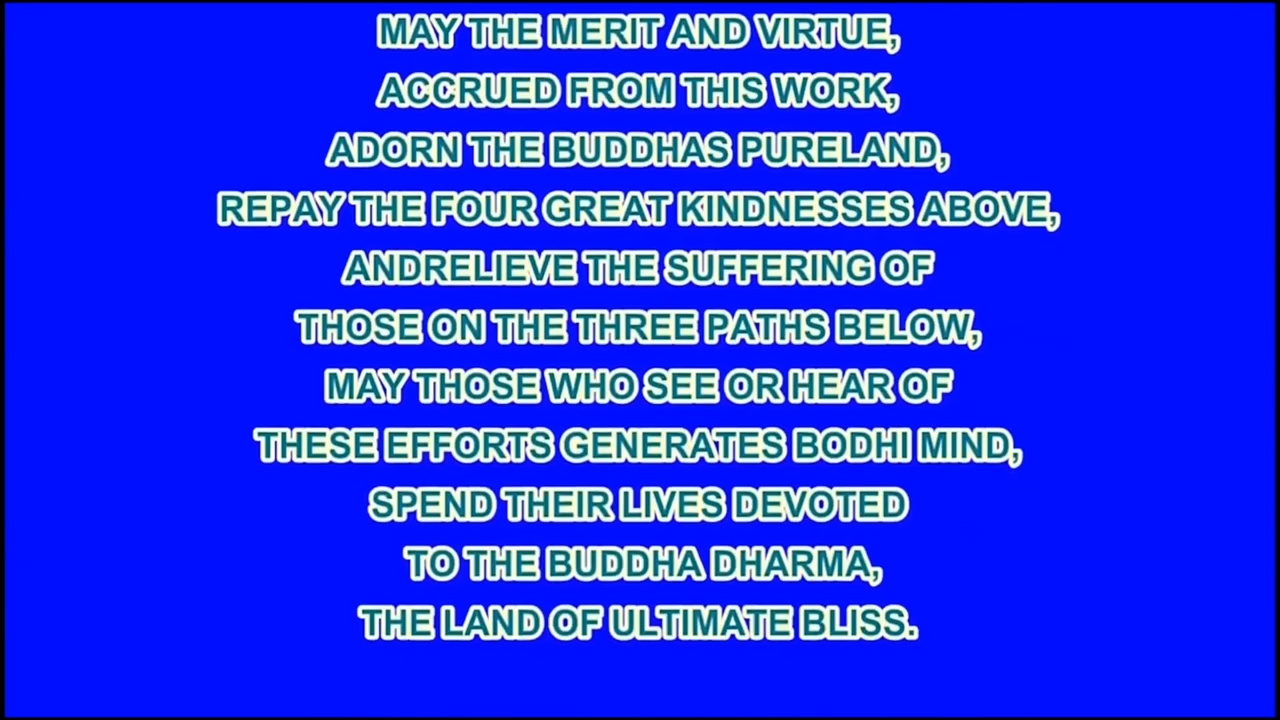 MAY THE MERIT AND VIRTUE,
ACCRUED FROM THIS WORK,
ADORN THE BUDDHAS PURELAND,
REPAY THE FOUR GREAT KINDNESSES ABOVE,
ANDRELIEVE THE SUFFERING OF
THOSE ON THE THREE PATHS BELOW,
MAY THOSE WHO SEE OR HEAR OF
THESE EFFORTS GENERATES BODHI MIND,
SPEND THEIR LIVES DEVOTED
TO THE BUDDHA DHARMA,
THE LAND OF ULTIMATE BLISS.